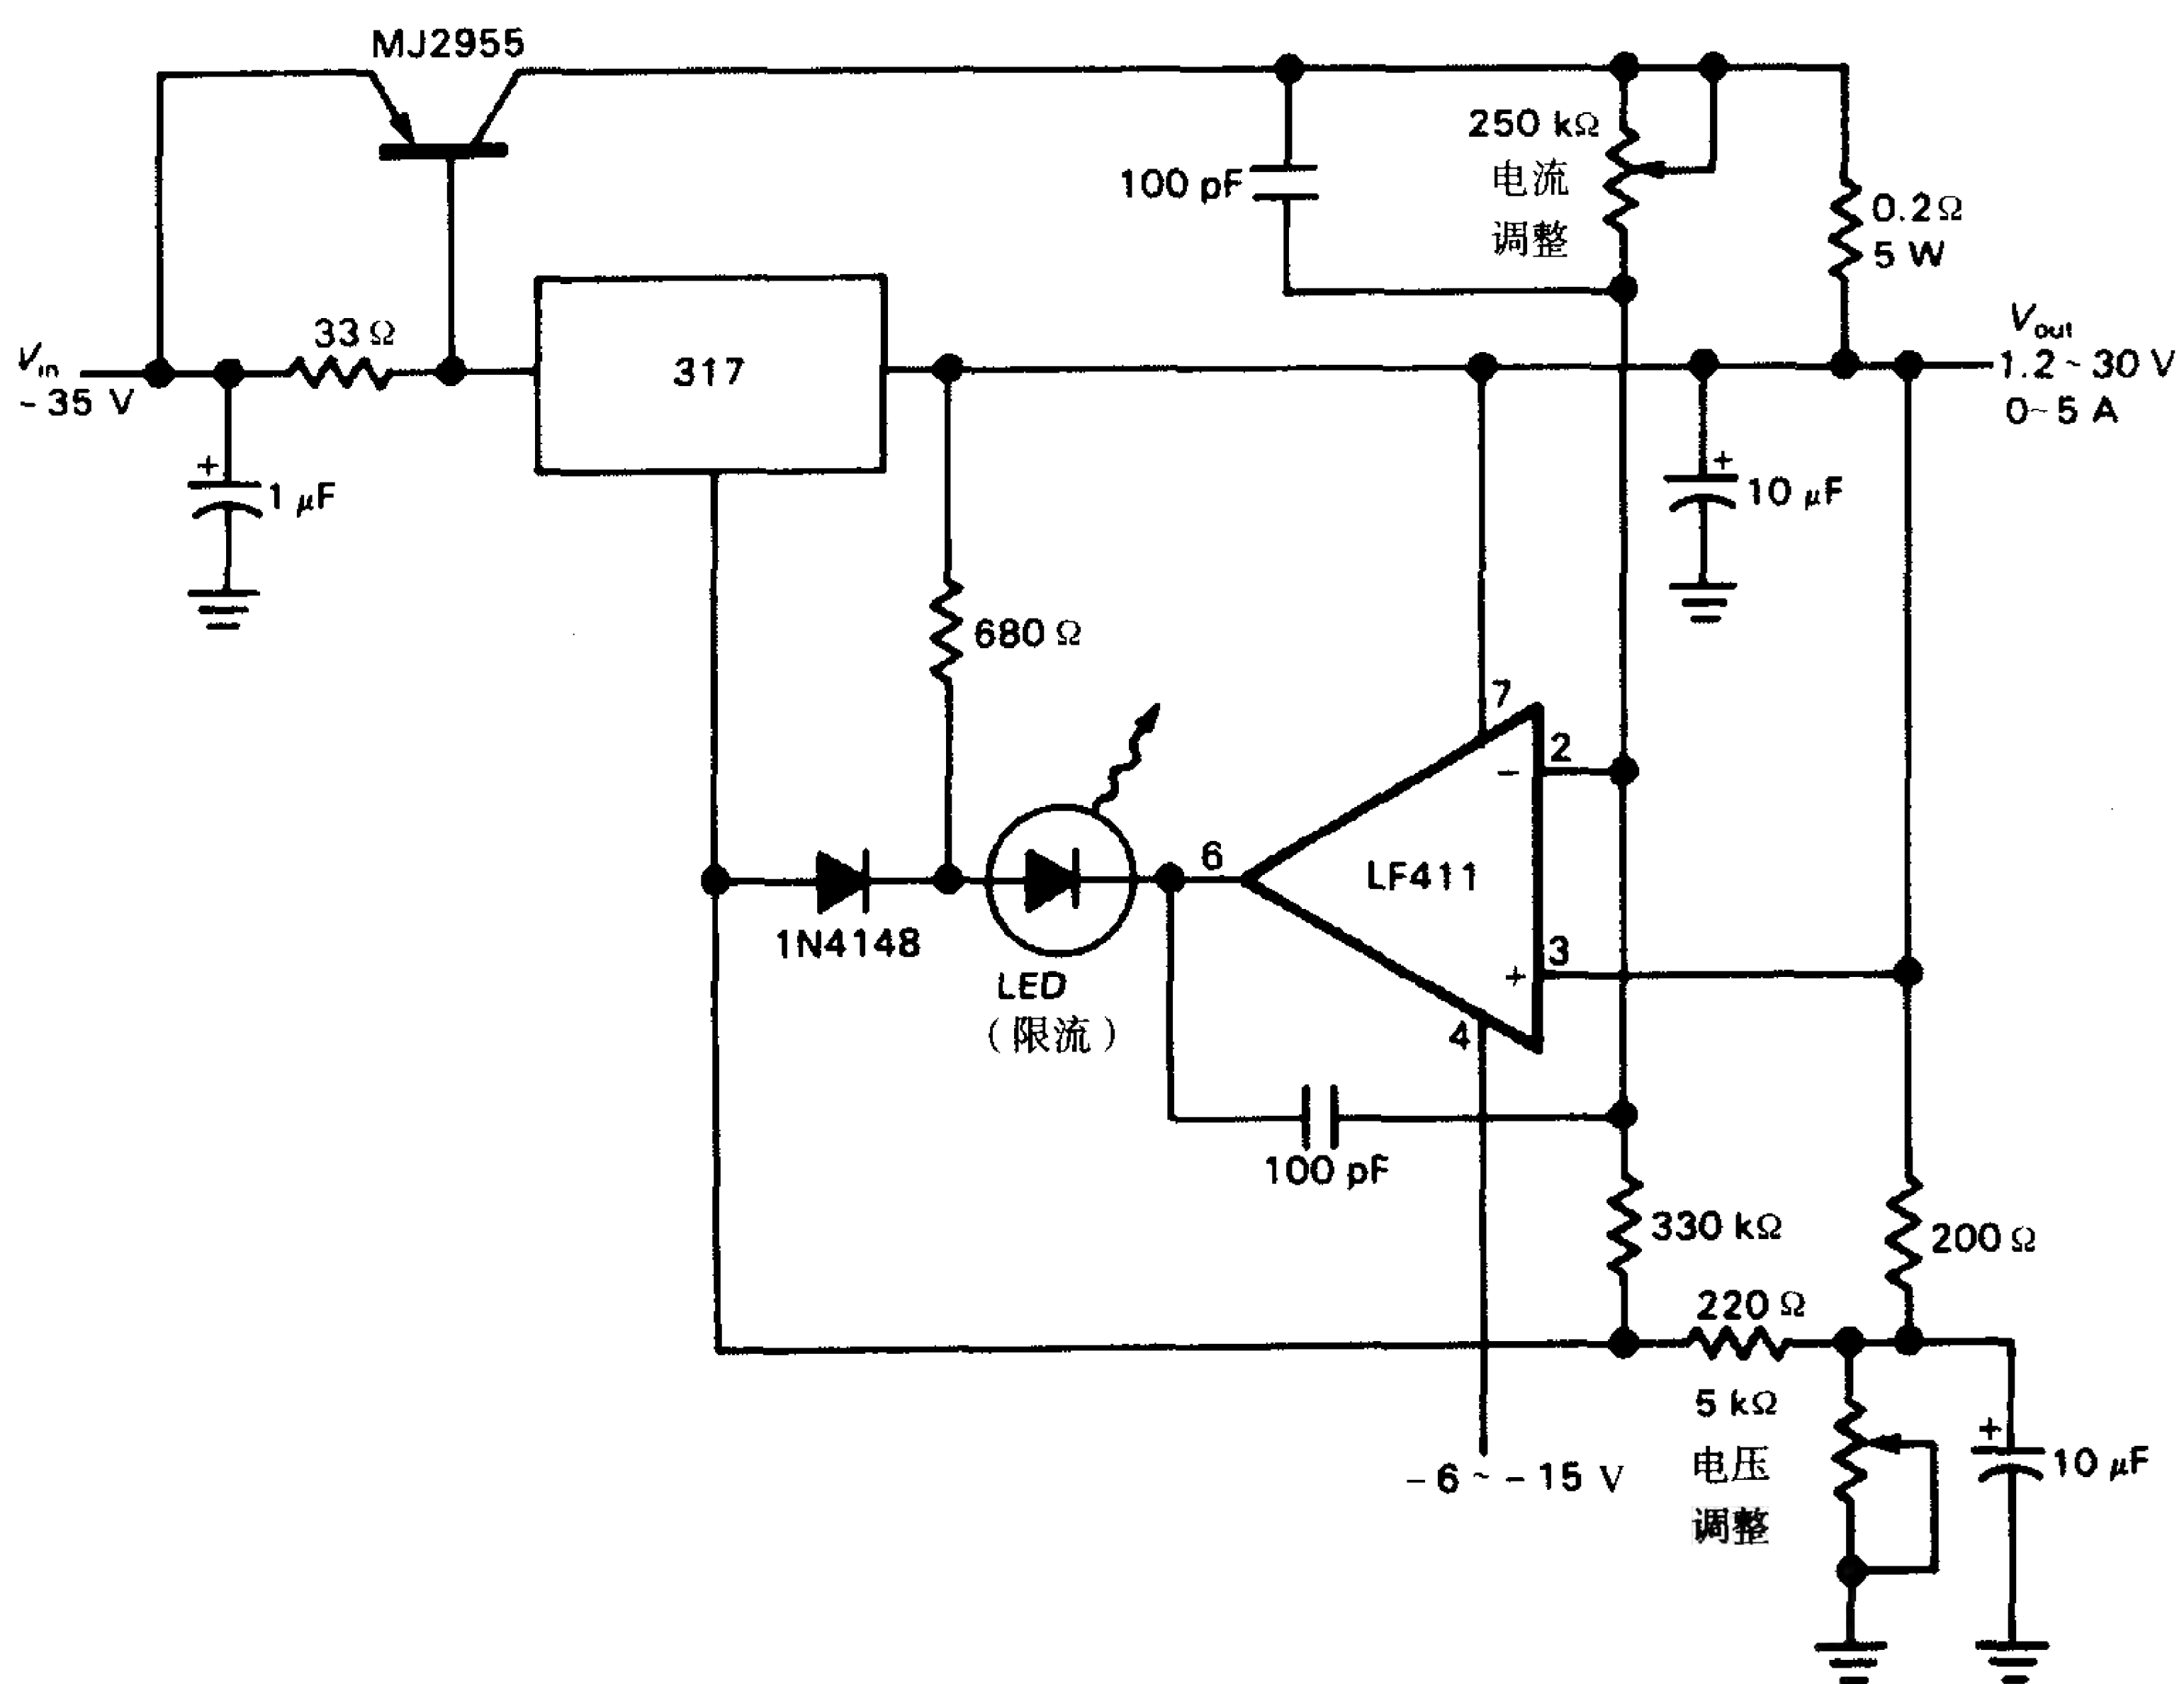 MJ2955
250 kΩ
电流
调整
100 pF
0.2Ω
5 W
33 Ω
317
Vin
~35 V
Vout
1.2~30 V
0~5 A
+
1 μF
+
10 μF
680 Ω
7
2
−
6
LF411
3
+
4
1N4148
LED
（限流）
100 pF
330 kΩ
200 Ω
220 Ω
5 kΩ
电压
调整
+
10 μF
−6 ~ −15 V